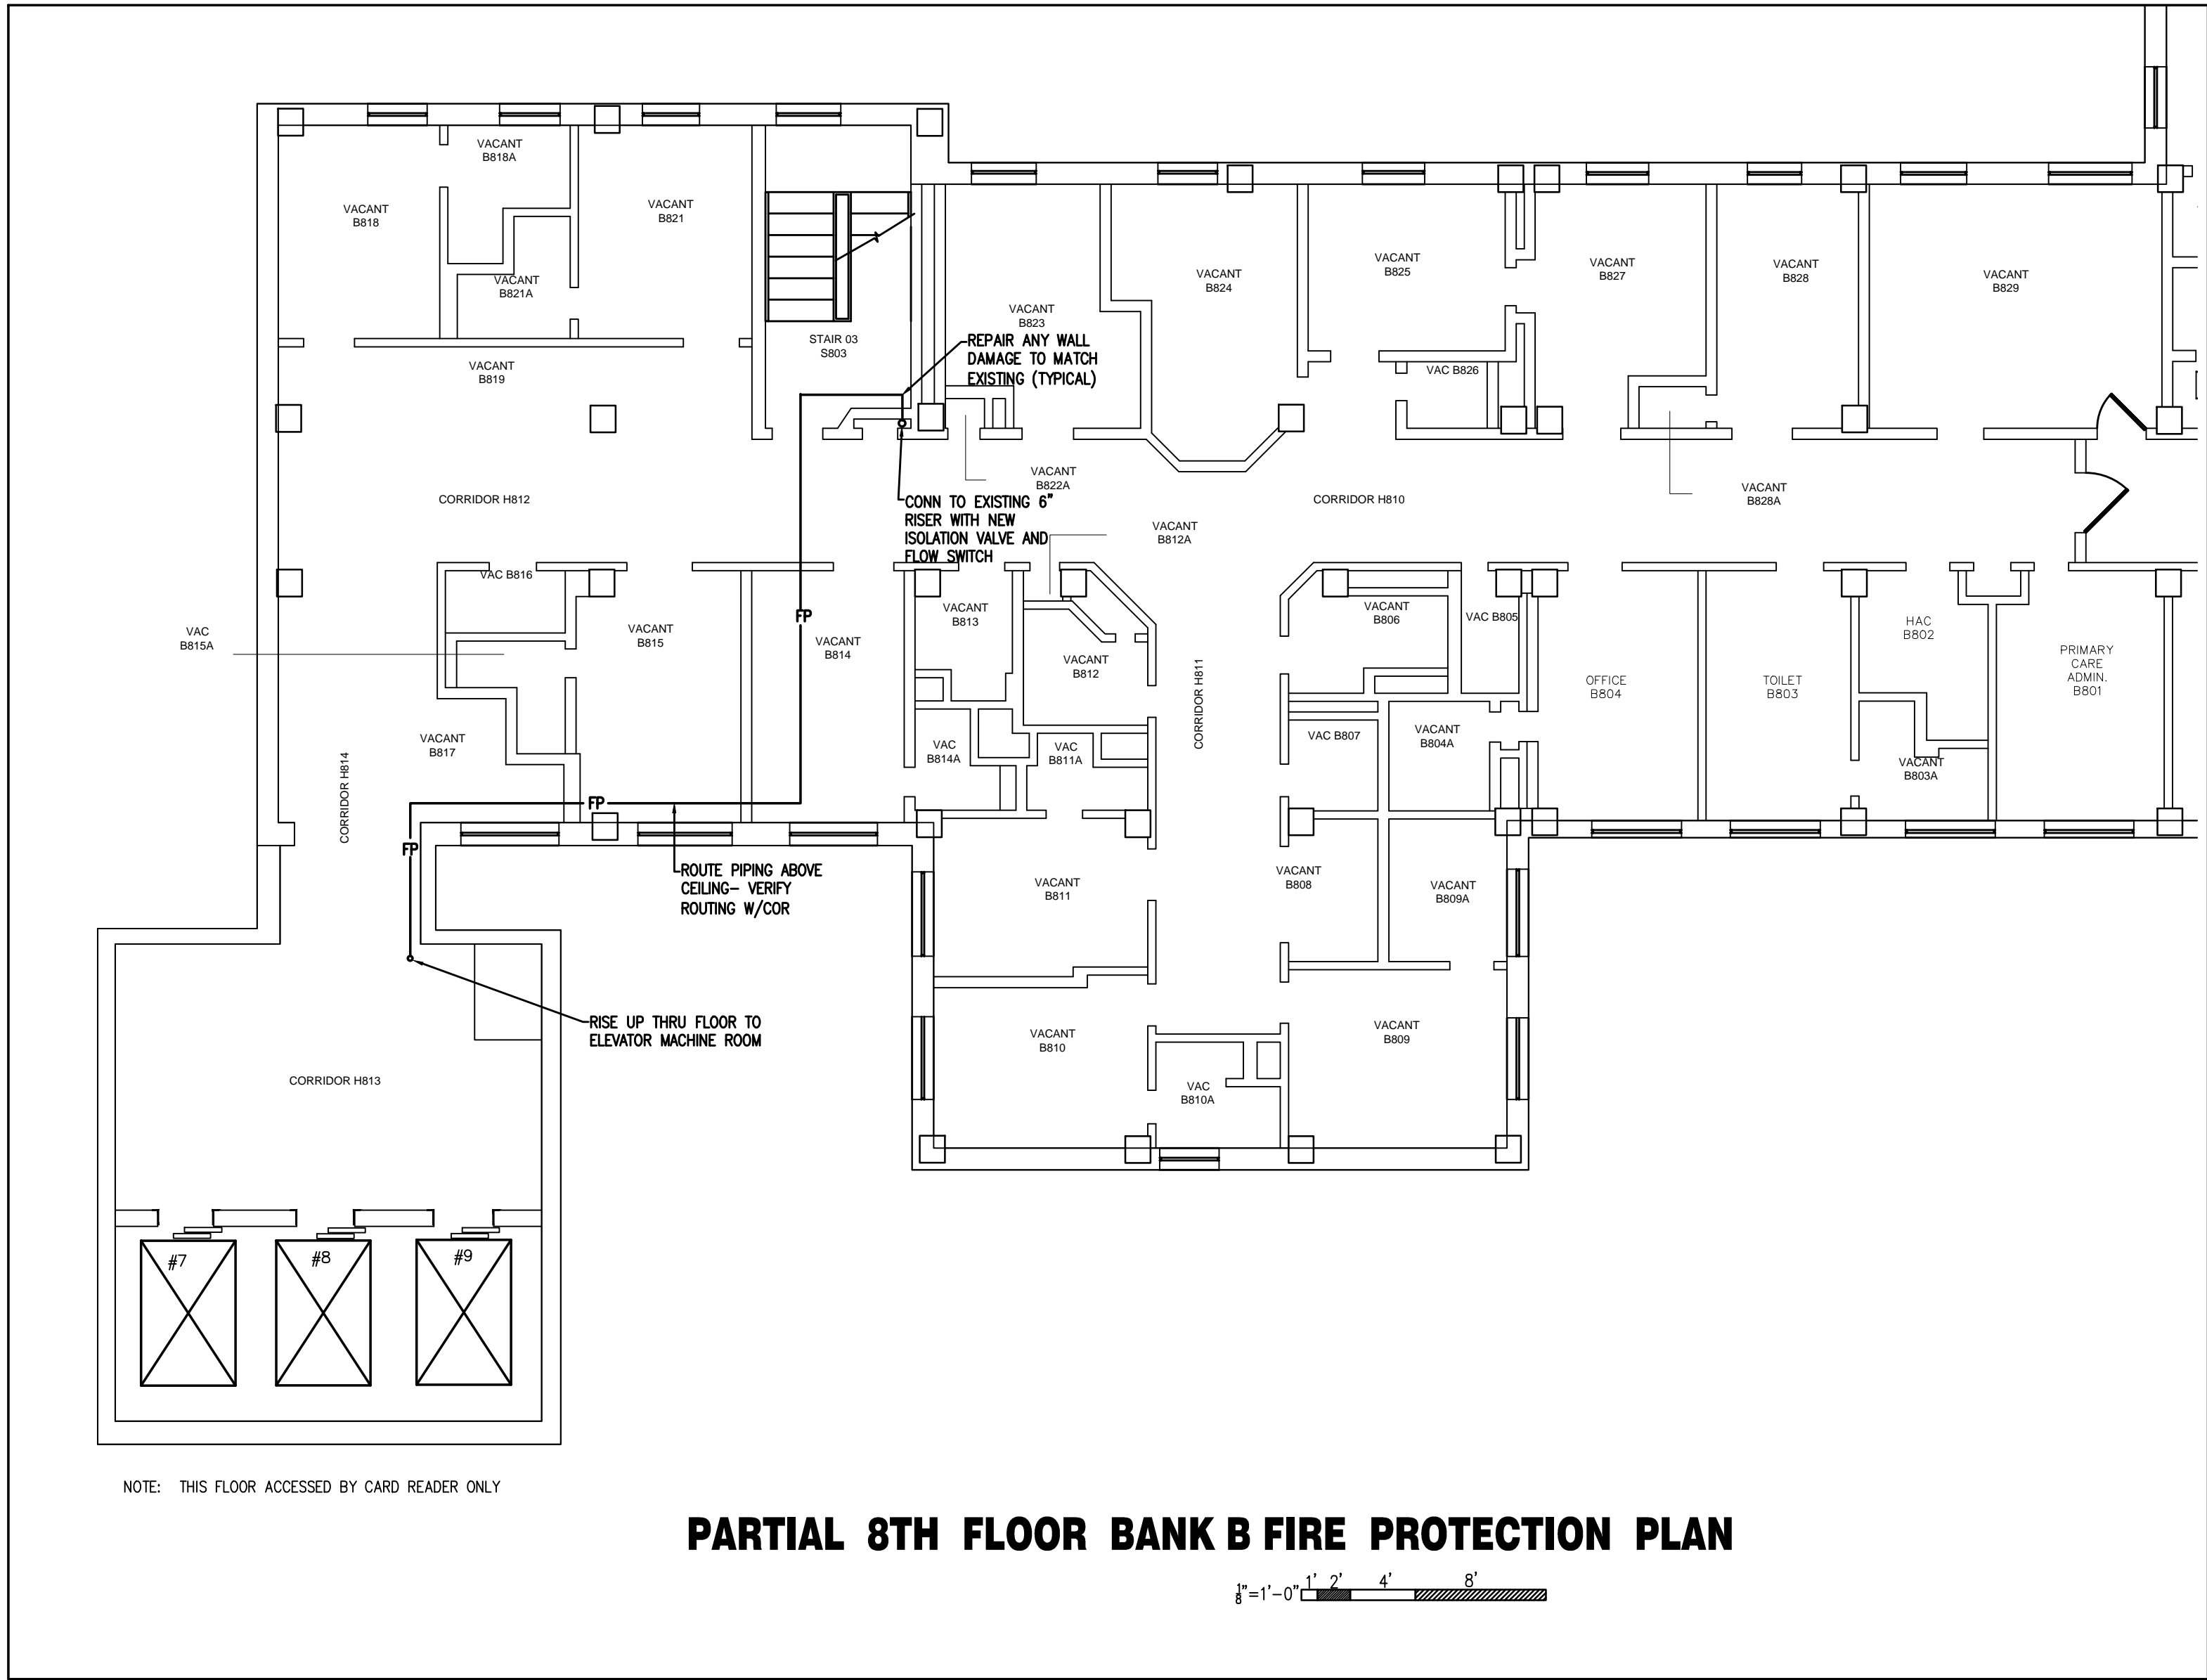 VACANT
B818A
VACANT
B818
VACANT
B821
VACANT
B821A
VACANT
B819
STAIR 03
S803
VACANT
B823
VACANT
B824
VACANT
B825
VAC B826
VACANT
B827
VACANT
B828
VACANT
B829
REPAIR ANY WALL
DAMAGE TO MATCH
EXISTING (TYPICAL)
CORRIDOR H812
VACANT
B822A
CONN TO EXISTING 6"
RISER WITH NEW
ISOLATION VALVE AND
FLOW SWITCH
VACANT
B812A
CORRIDOR H810
VACANT
B828A
VAC B816
VAC
B815A
VACANT
B815
FP
VACANT
B814
VACANT
B813
VACANT
B812
CORRIDOR H811
VACANT
B806
VAC B805
OFFICE
B804
TOILET
B803
HAC
B802
PRIMARY
CARE
ADMIN.
B801
VACANT
B817
CORRIDOR H814
VAC
B814A
VAC
B811A
VAC B807
VACANT
B804A
VACANT
B803A
FP
FP
ROUTE PIPING ABOVE
CEILING- VERIFY
ROUTING W/COR
VACANT
B811
VACANT
B808
VACANT
B809A
RISE UP THRU FLOOR TO
ELEVATOR MACHINE ROOM
VACANT
B810
VACANT
B809
VAC
B810A
CORRIDOR H813
#7
#8
#9
NOTE: THIS FLOOR ACCESSED BY CARD READER ONLY
PARTIAL 8TH FLOOR BANK B FIRE PROTECTION PLAN
1/8"=1'-0" 1' 2' 4' 8'